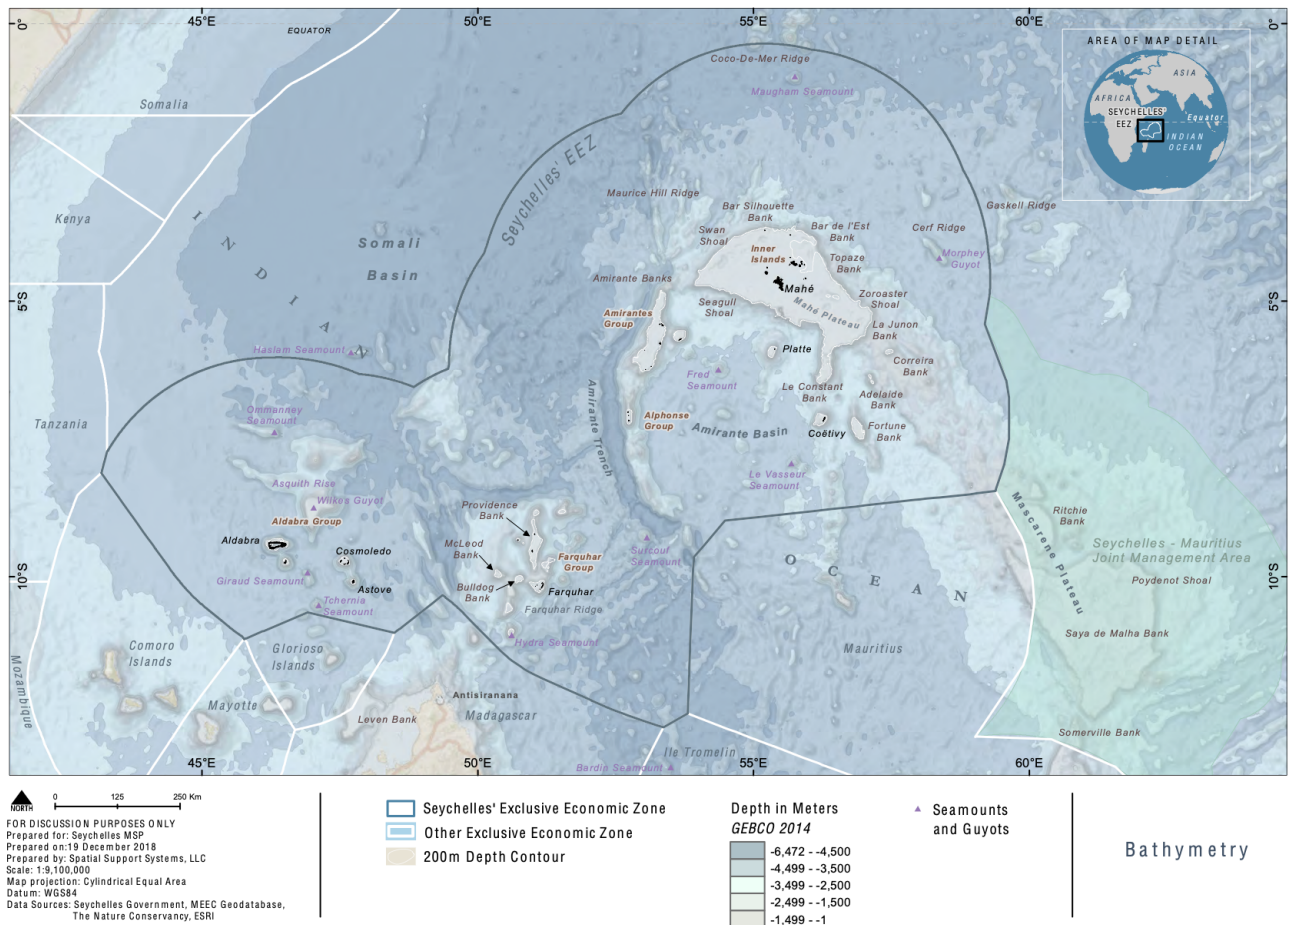 45°E
50°E
55°E
60°E
0°
0°
EQUATOR
Coco-De-Mer Ridge
Maugham Seamount
AREA OF MAP DETAIL
ASIA
AFRICA
SEYCHELLES'
EEZ
Equator
INDIAN
OCEAN
Somalia
Seychelles' EEZ
Maurice Hill Ridge
Bar Silhouette
Bank
Gaskell Ridge
Kenya
INDIAN
Somali
Basin
Swan
Shoal
Bar de l'Est
Bank
Cerf Ridge
Inner
Islands
Topaze
Bank
Morphey
Guyot
Amirante Banks
Mahé
5°S
5°S
Seagull
Shoal
Mahé Plateau
Zoroaster
Shoal
Amirantes
Group
La Junon
Bank
Haslam Seamount
Platte
Correira
Bank
Fred
Seamount
Le Constant
Bank
Adelaide
Bank
Ommanney
Seamount
Amirante Trench
Alphonse
Group
Tanzania
Amirante Basin
Coëtivy
Fortune
Bank
Le Vasseur
Seamount
Asquith Rise
Wilkes Guyot
Aldabra Group
Providence
Bank
Mascarene Plateau
Ritchie
Bank
Aldabra
Cosmoledo
McLeod
Bank
Farquhar
Group
Surcouf
Seamount
Seychelles - Mauritius
Joint Management Area
OCEAN
10°S
10°S
Giraud Seamount
Astove
Bulldog
Bank
Farquhar
Poydenot Shoal
Tchernia
Seamount
Farquhar Ridge
Saya de Malha Bank
Hydra Seamount
Comoro
Islands
Glorioso
Islands
Mauritius
Mozambique
Mayotte
Antisiranana
Leven Bank
Madagascar
Somerville Bank
Ile Tromelin
Bardin Seamount
45°E
50°E
55°E
60°E
NORTH
0
125
250 Km
FOR DISCUSSION PURPOSES ONLY
Prepared for: Seychelles MSP
Prepared on:19 December 2018
Prepared by: Spatial Support Systems, LLC
Scale: 1:9,100,000
Map projection: Cylindrical Equal Area
Datum: WGS84
Data Sources: Seychelles Government, MEEC Geodatabase,
The Nature Conservancy, ESRI
Seychelles' Exclusive Economic Zone
Other Exclusive Economic Zone
200m Depth Contour
Depth in Meters
GEBCO 2014
-6,472 - -4,500
-4,499 - -3,500
-3,499 - -2,500
-2,499 - -1,500
-1,499 - -1
Seamounts
and Guyots
Bathymetry